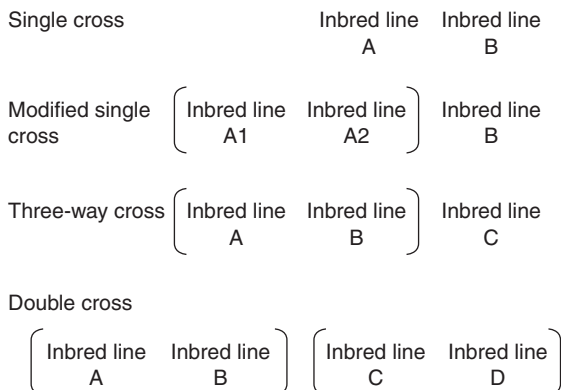 Single cross Inbred line Inbred line
A B
Modified single Inbred line Inbred line Inbred line
cross A1 A2 B
Three-way cross Inbred line Inbred line Inbred line
A B C
Double cross
Inbred line Inbred line Inbred line Inbred line
A B C D